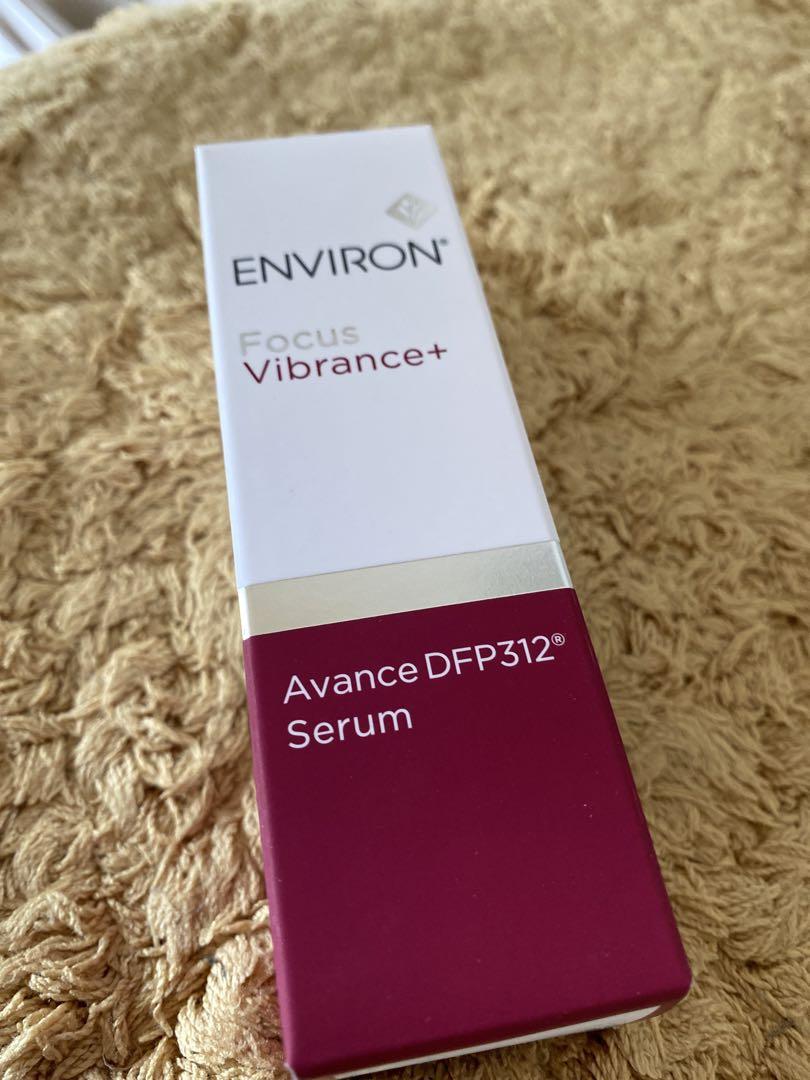 ENVIRON®
Focus
Vibrance+
Avance DFP312®
Serum